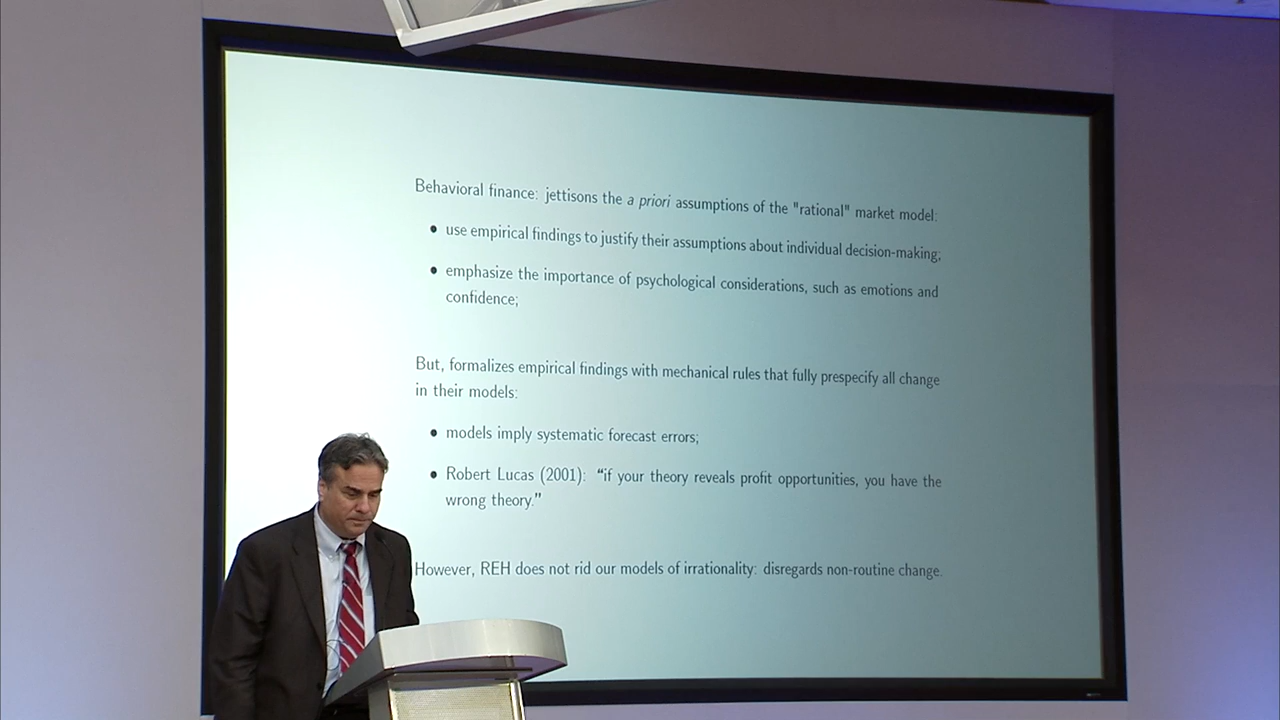 Behavioral finance: jettisons the a priori assumptions of the "rational" market model:
• use empirical findings to justify their assumptions about individual decision-making;
• emphasize the importance of psychological considerations, such as emotions and
confidence;
But, formalizes empirical findings with mechanical rules that fully prespecify all change
in their models:
• models imply systematic forecast errors;
• Robert Lucas (2001): “if your theory reveals profit opportunities, you have the
wrong theory.”
However, REH does not rid our models of irrationality: disregards non-routine change.